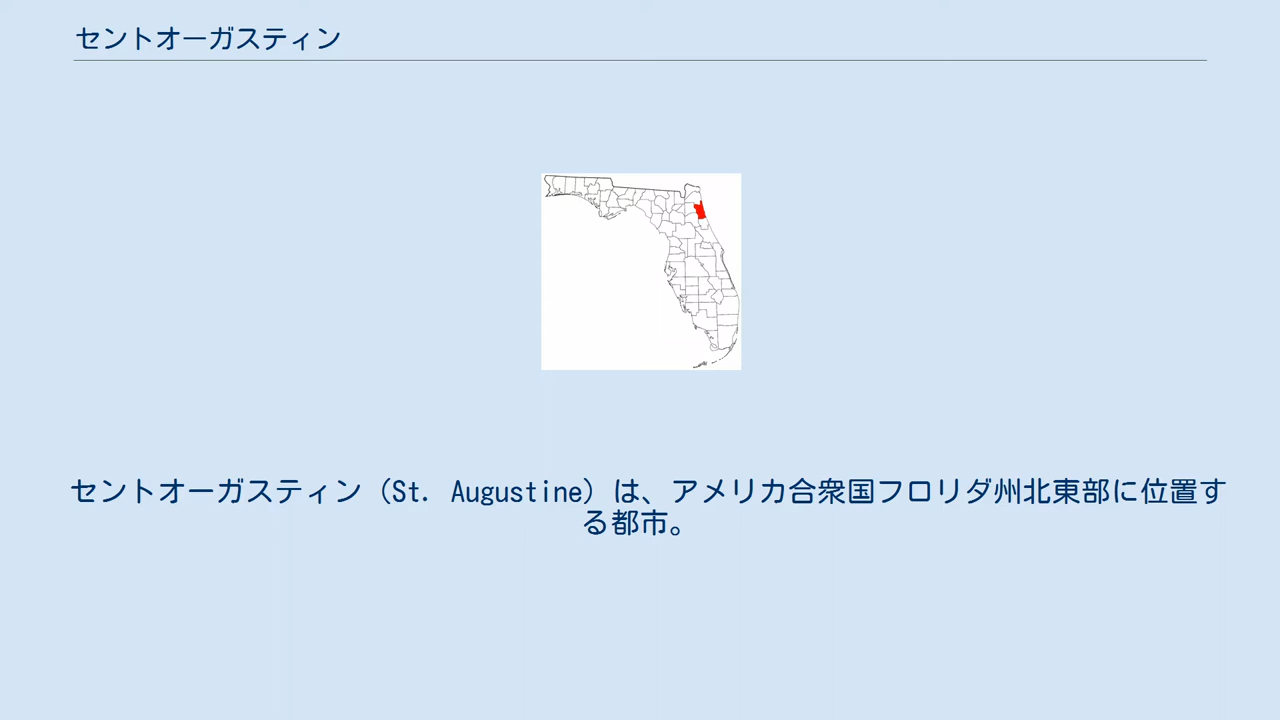 セントオーガスティン
セントオーガスティン（St. Augustine）は、アメリカ合衆国フロリダ州北東部に位置す
る都市。